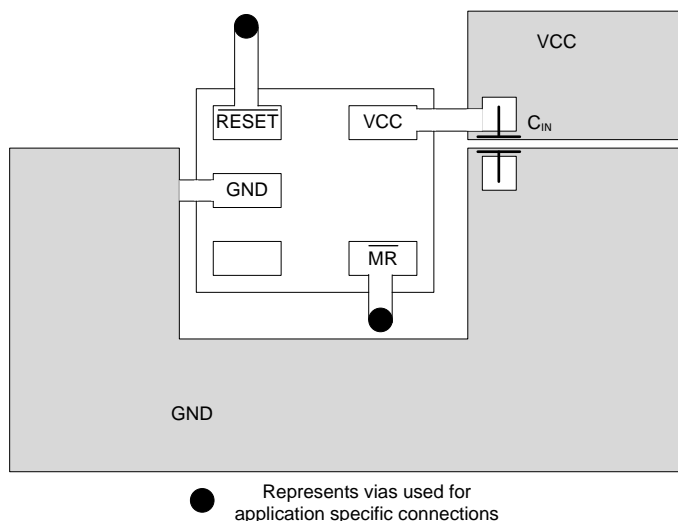 VCC
RESET
VCC
CIN
GND
MR
GND
Represents vias used for
application specific connections